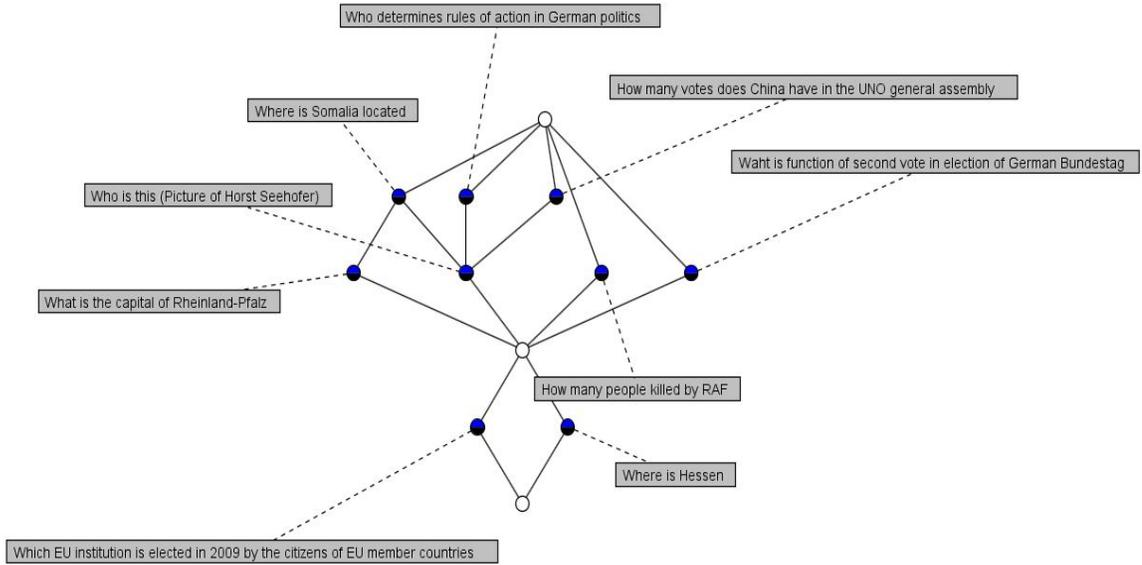 Who determines rules of action in German politics
How many votes does China have in the UNO general assembly
Where is Somalia located
Waht is function of second vote in election of German Bundestag
Who is this (Picture of Horst Seehofer)
What is the capital of Rheinland-Pfalz
How many people killed by RAF
Where is Hessen
Which EU institution is elected in 2009 by the citizens of EU member countries